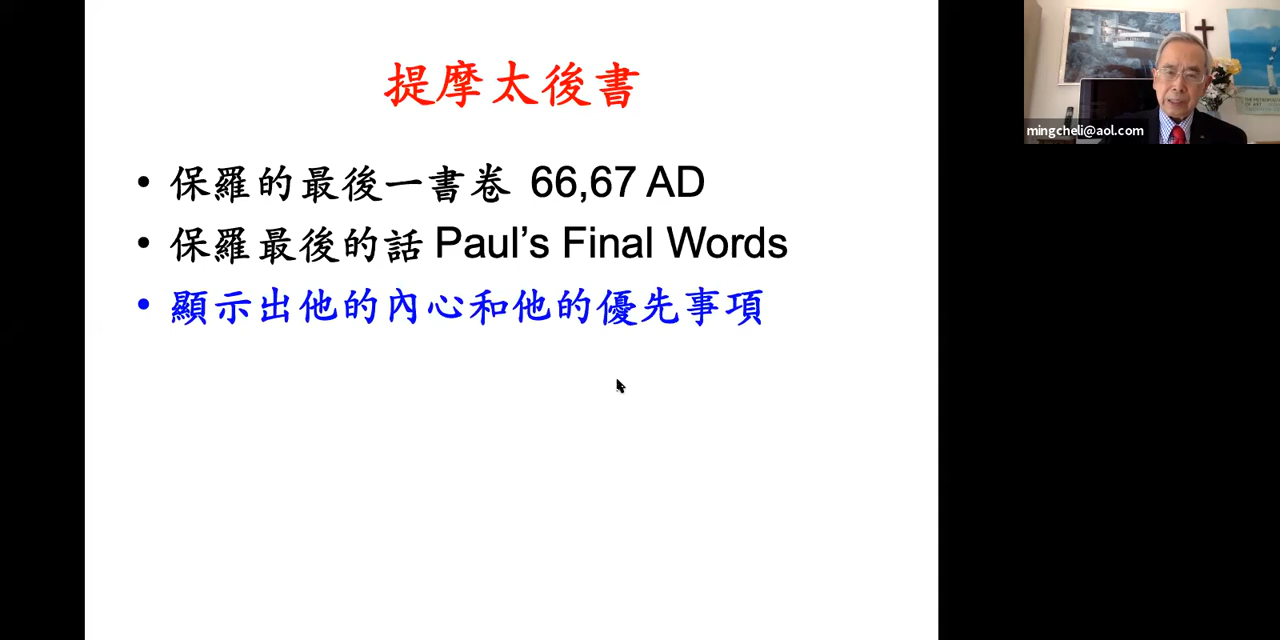 提摩太後書
• 保羅的最後一書卷 66,67 AD
• 保羅最後的話 Paul's Final Words
• 顯示出他的內心和他的優先事項
mingcheli@aol.com